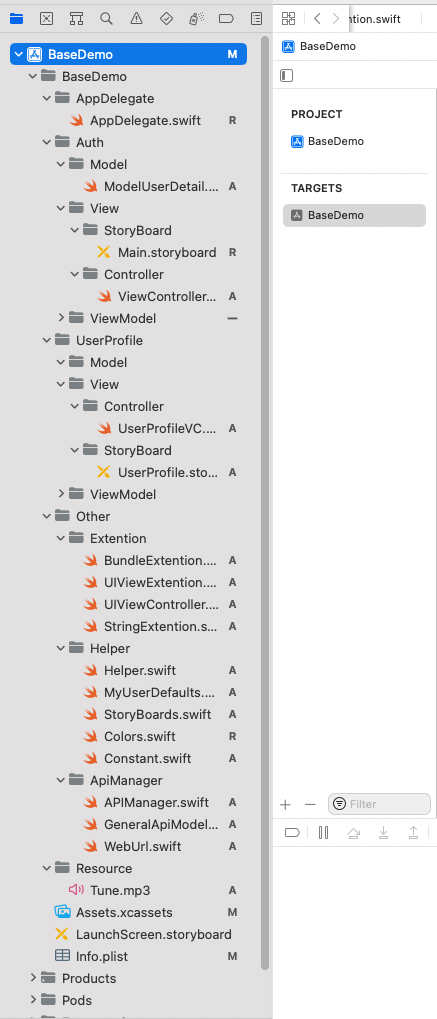 BaseDemo M
BaseDemo
AppDelegate
AppDelegate.swift R
Auth
Model
ModelUserDetail.... A
View
StoryBoard
Main.storyboard R
Controller
ViewController... A
ViewModel —
UserProfile
Model
View
Controller
UserProfileVC.... A
StoryBoard
UserProfile.sto... A
ViewModel
Other
Extention
BundleExtention.... A
UIViewExtention.... A
UIViewController.... A
StringExtention.s... A
Helper
Helper.swift A
MyUserDefaults.... A
StoryBoards.swift A
Colors.swift R
Constant.swift A
ApiManager
APIManager.swift A
GeneralApiModel... A
WebUrl.swift A
Resource
Tune.mp3 A
Assets.xcassets M
LaunchScreen.storyboard
Info.plist M
Products
Pods
ntion.swift
BaseDemo
PROJECT
BaseDemo
TARGETS
BaseDemo
Filter